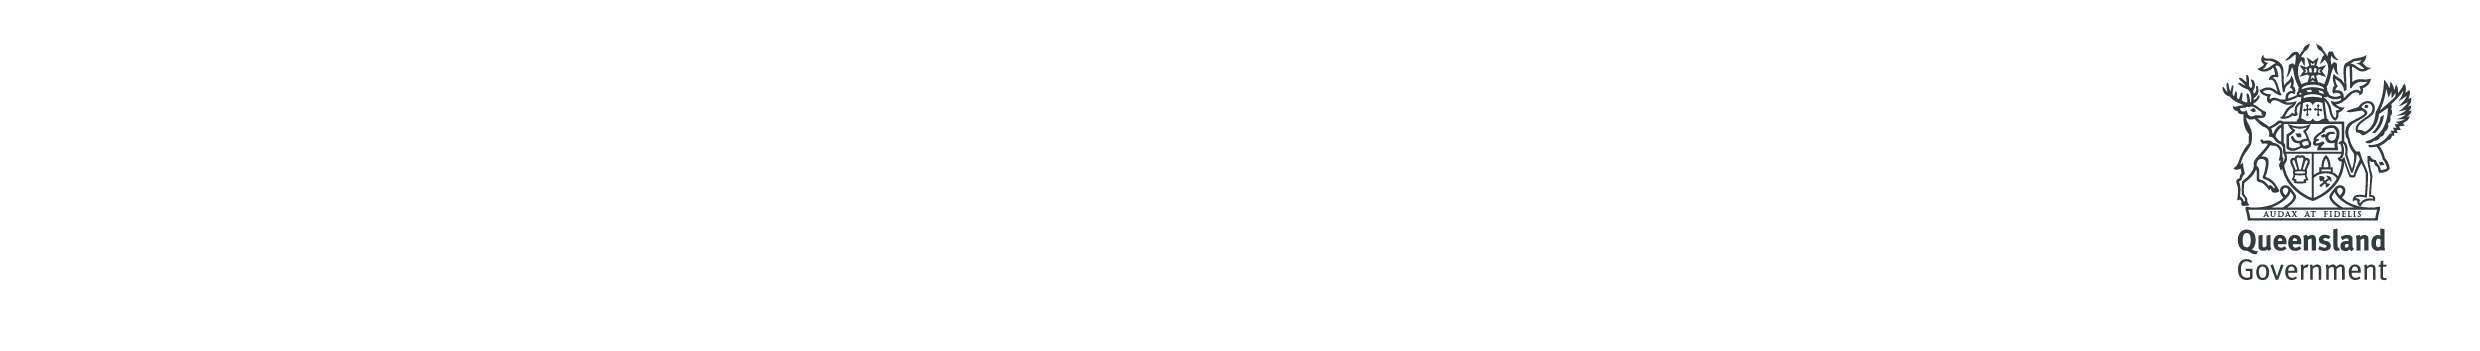 AUDAX AT FIDELIS
Queensland
Government